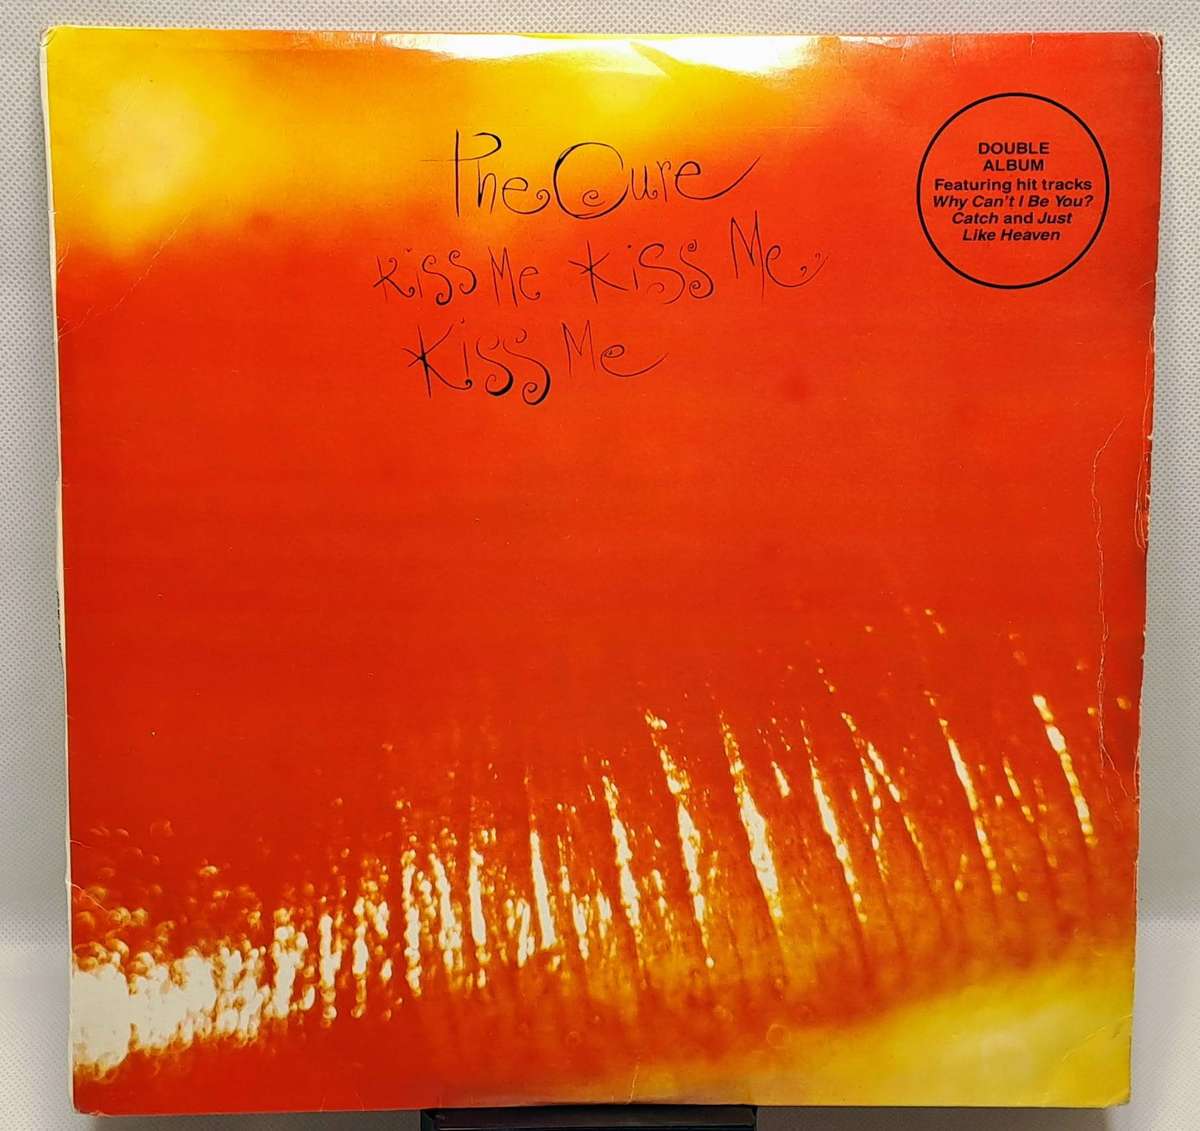 The Cure
Kiss Me Kiss Me
Kiss Me
DOUBLE
ALBUM
Featuring hit tracks
Why Can't I Be You?
Catch and Just
Like Heaven